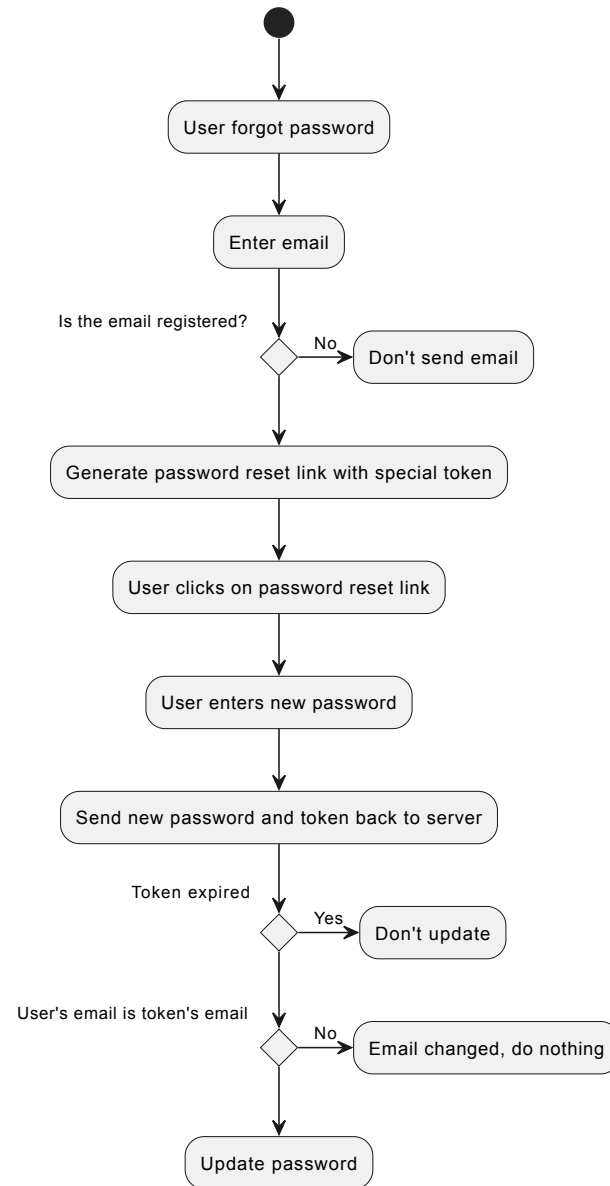 User forgot password
Enter email
Is the email registered?
No
Don't send email
Generate password reset link with special token
User clicks on password reset link
User enters new password
Send new password and token back to server
Token expired
Yes
Don't update
User's email is token's email
No
Email changed, do nothing
Update password